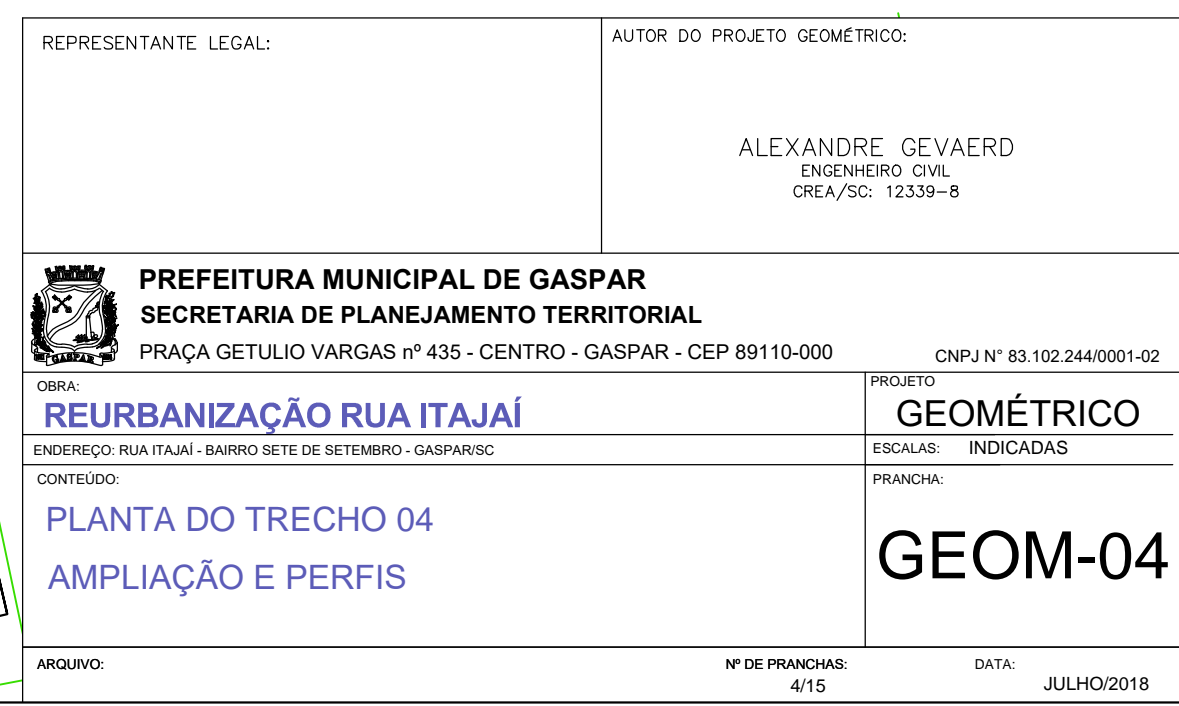 REPRESENTANTE LEGAL:
AUTOR DO PROJETO GEOMÉTRICO:
ALEXANDRE GEVAERD
ENGENHEIRO CIVIL
CREA/SC: 12339-8
GASPAR
PREFEITURA MUNICIPAL DE GASPAR
SECRETARIA DE PLANEJAMENTO TERRITORIAL
PRAÇA GETULIO VARGAS nº 435 - CENTRO - GASPAR - CEP 89110-000
CNPJ N° 83.102.244/0001-02
OBRA:
REURBANIZAÇÃO RUA ITAJAÍ
PROJETO
GEOMÉTRICO
ENDEREÇO: RUA ITAJAÍ - BAIRRO SETE DE SETEMBRO - GASPAR/SC
ESCALAS: INDICADAS
CONTEÚDO:
PLANTA DO TRECHO 04
AMPLIAÇÃO E PERFIS
PRANCHA:
GEOM-04
ARQUIVO:
Nº DE PRANCHAS:
4/15
DATA:
JULHO/2018